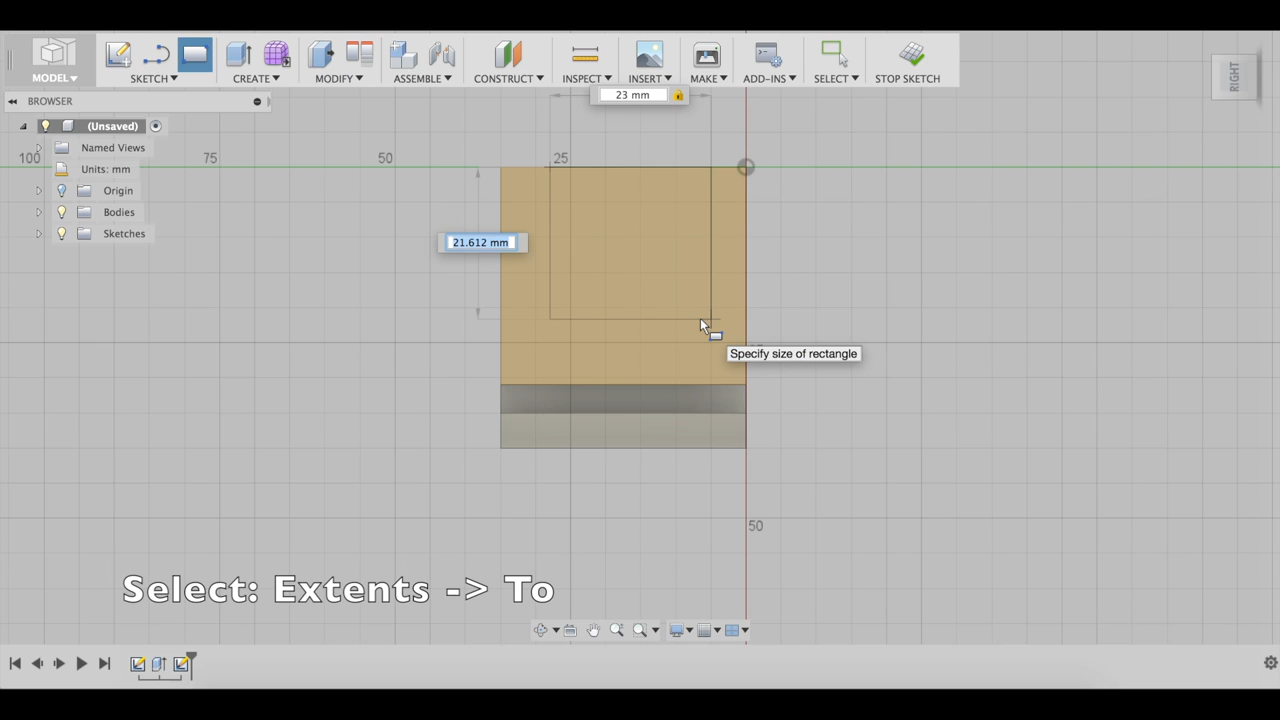 MODEL▾
SKETCH▾
CREATE▾
MODIFY▾
ASSEMBLE▾
CONSTRUCT▾
INSPECT▾
INSERT▾
MAKE▾
ADD-INS▾
SELECT▾
STOP SKETCH
RIGHT
BROWSER
23 mm
(Unsaved)
Named Views
Units: mm
Origin
Bodies
Sketches
100
75
50
25
21.612 mm
Specify size of rectangle
50
Select: Extents -> To